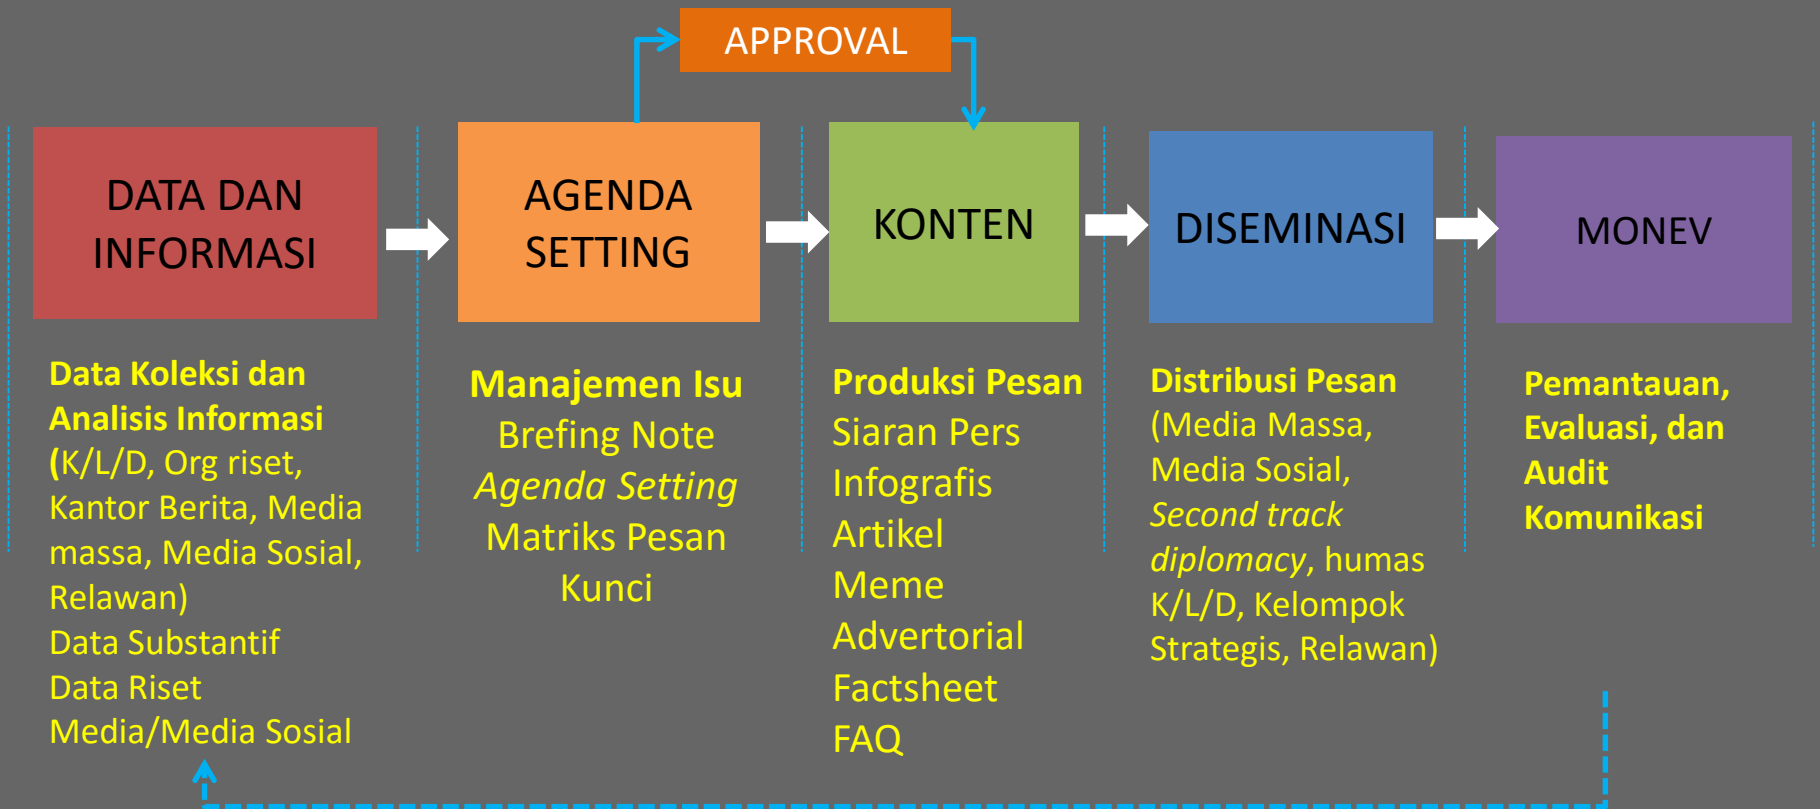 APPROVAL
DATA DAN
INFORMASI
AGENDA
SETTING
KONTEN
DISEMINASI
MONEV
Data Koleksi dan
Analisis Informasi
(K/L/D, Org riset,
Kantor Berita, Media
massa, Media Sosial,
Relawan)
Data Substantif
Data Riset
Media/Media Sosial
Manajemen Isu
Brefing Note
Agenda Setting
Matriks Pesan
Kunci
Produksi Pesan
Siaran Pers
Infografis
Artikel
Meme
Advertorial
Factsheet
FAQ
Distribusi Pesan
(Media Massa,
Media Sosial,
Second track
diplomacy, humas
K/L/D, Kelompok
Strategis, Relawan)
Pemantauan,
Evaluasi, dan
Audit
Komunikasi